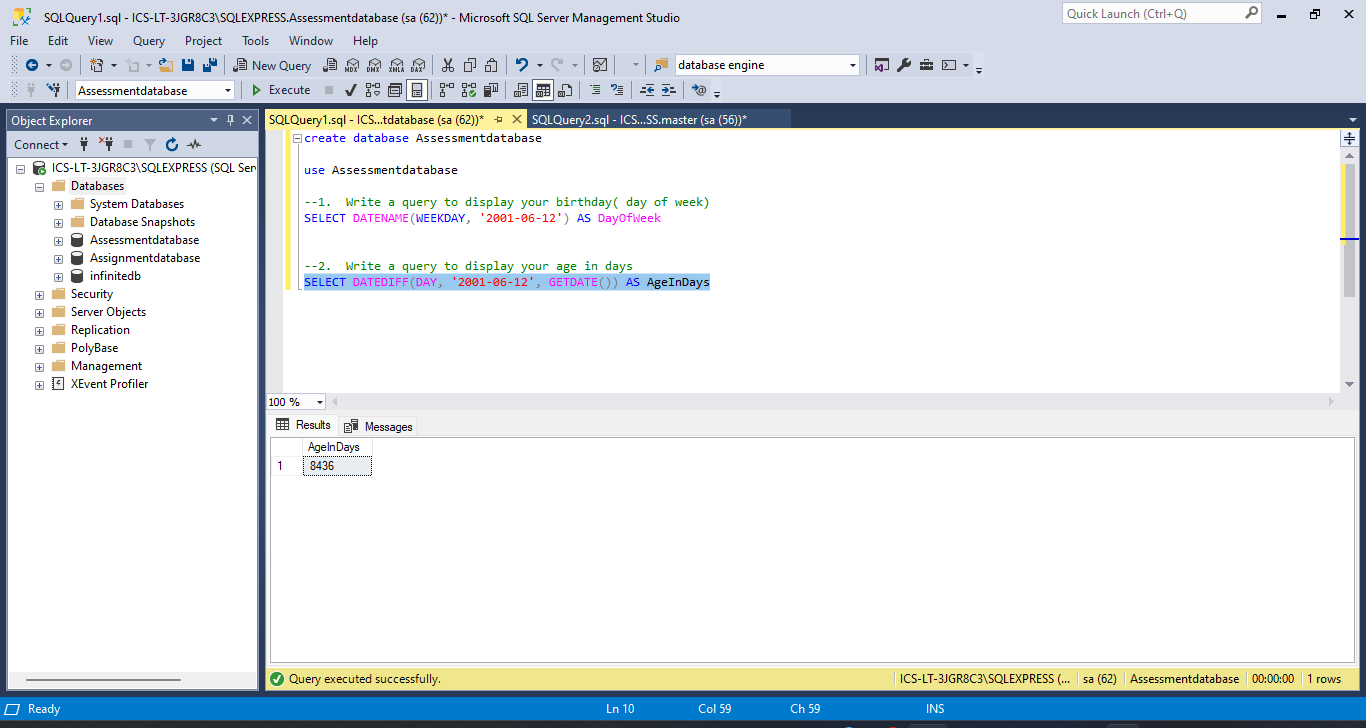 SQLQuery1.sql - ICS-LT-3JGR8C3\SQLEXPRESS.Assessmentdatabase (sa (62))* - Microsoft SQL Server Management Studio
Quick Launch (Ctrl+Q)
File Edit View Query Project Tools Window Help
New Query MDX DMX XMLA DAX database engine
Assessmentdatabase Execute
Object Explorer
Connect
ICS-LT-3JGR8C3\SQLEXPRESS (SQL Ser
Databases
System Databases
Database Snapshots
Assessmentdatabase
Assignmentdatabase
infinitedb
Security
Server Objects
Replication
PolyBase
Management
XEvent Profiler
SQLQuery1.sql - ICS...tdatabase (sa (62))* SQLQuery2.sql - ICS...SS.master (sa (56))*
create database Assessmentdatabase
use Assessmentdatabase
--1. Write a query to display your birthday( day of week)
SELECT DATENAME(WEEKDAY, '2001-06-12') AS DayOfWeek
--2. Write a query to display your age in days
SELECT DATEDIFF(DAY, '2001-06-12', GETDATE()) AS AgeInDays
100 %
Results Messages
AgeInDays
1 8436
Query executed successfully. ICS-LT-3JGR8C3\SQLEXPRESS (... sa (62) Assessmentdatabase 00:00:00 1 rows
Ready Ln 10 Col 59 Ch 59 INS